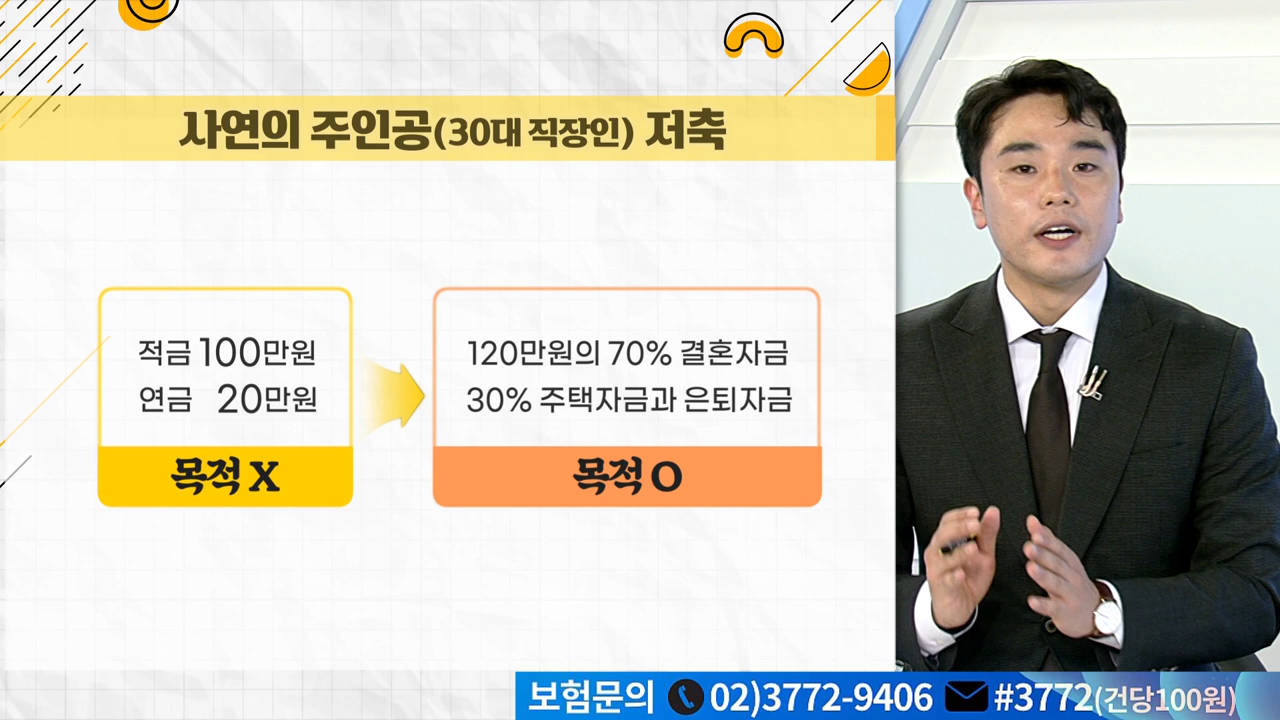 사연의 주인공(30대 직장인) 저축
적금 100만원
연금 20만원
목적 X
120만원의 70% 결혼자금
30% 주택자금과 은퇴자금
목적 O
보험문의 02)3772-9406 #3772(건당100원)